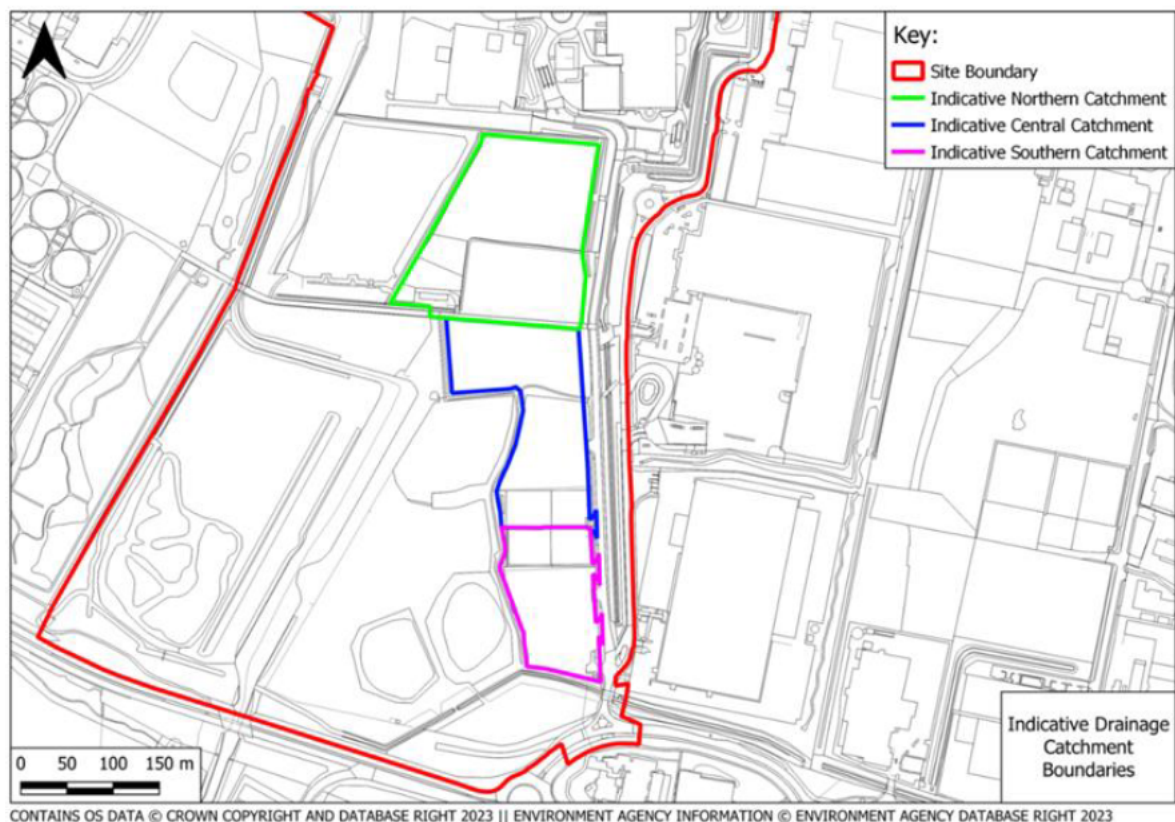 Key:
Site Boundary
Indicative Northern Catchment
Indicative Central Catchment
Indicative Southern Catchment
0 50 100 150 m
Indicative Drainage
Catchment
Boundaries
CONTAINS OS DATA © CROWN COPYRIGHT AND DATABASE RIGHT 2023 || ENVIRONMENT AGENCY INFORMATION © ENVIRONMENT AGENCY DATABASE RIGHT 2023